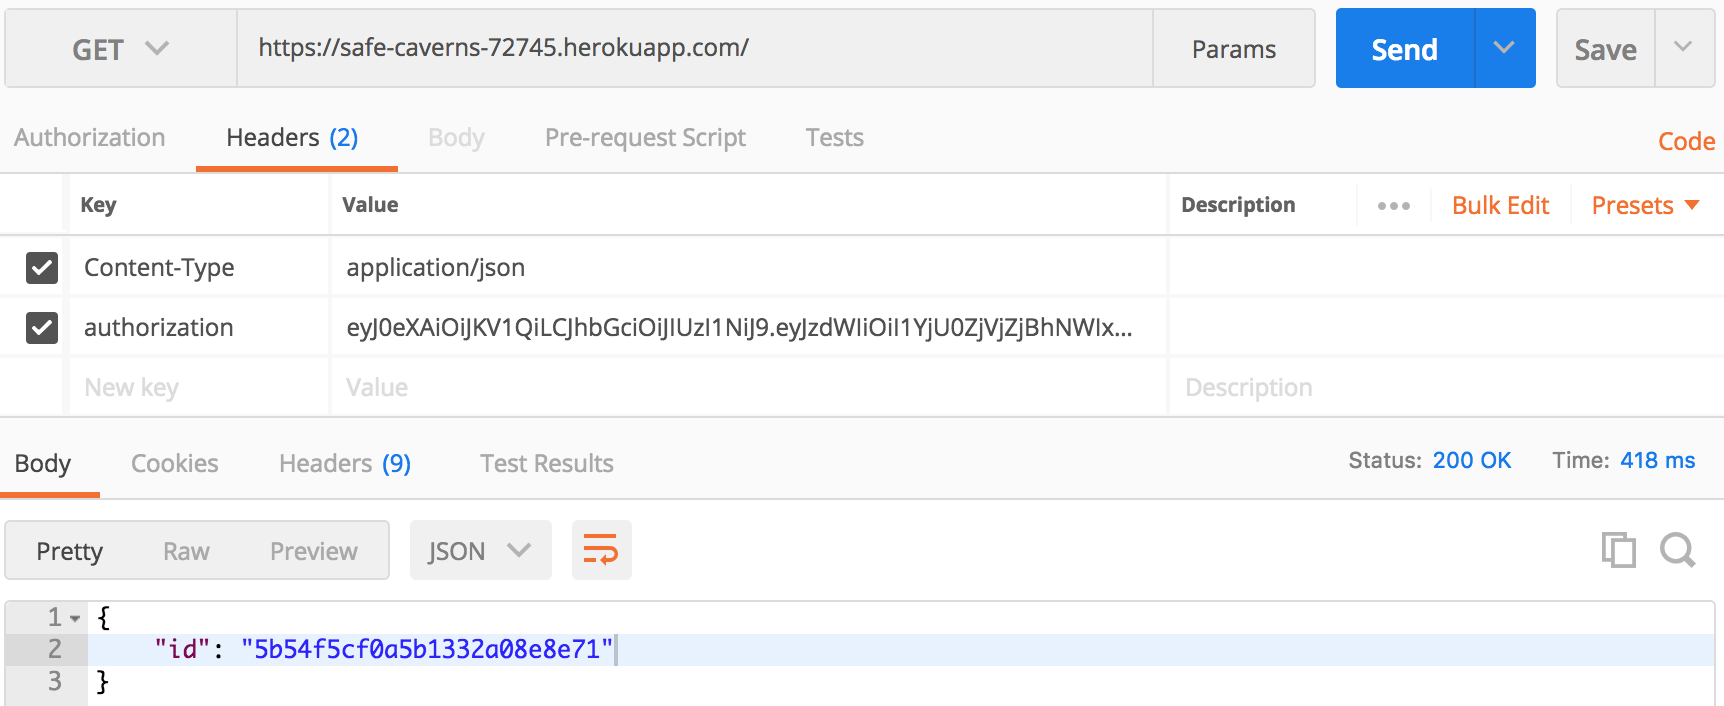 GET https://safe-caverns-72745.herokuapp.com/ Params Send Save
Authorization Headers (2) Body Pre-request Script Tests Code
Key Value Description Bulk Edit Presets
Content-Type application/json
authorization eyJ0eXAiOiJKV1QiLCJhbGciOiJIUzI1NiJ9.eyJzdWIiOiI1YjU0ZjVjZjBhNWIx...
New key Value Description
Body Cookies Headers (9) Test Results Status: 200 OK Time: 418 ms
Pretty Raw Preview JSON
1 {
2 "id": "5b54f5cf0a5b1332a08e8e71"
3 }